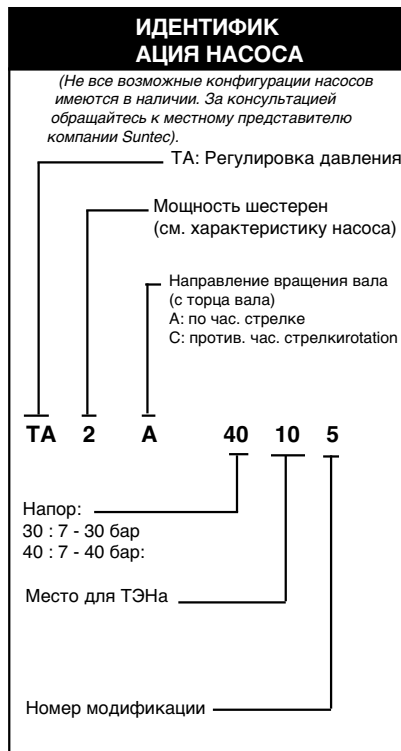 ИДЕНТИФИК
АЦИЯ НАСОСА
(Не все возможные конфигурации насосов
имеются в наличии. За консультацией
обращайтесь к местному представителю
компании Suntec).
ТА: Регулировка давления
Мощность шестерен
(см. характеристику насоса)
Направление вращения вала
(с торца вала)
А: по час. стрелке
С: против. час. стрелкиrotation
ТА 2 А 40 10 5
Напор:
30 : 7 - 30 бар
40 : 7 - 40 бар:
Место для ТЭНа
Номер модификации